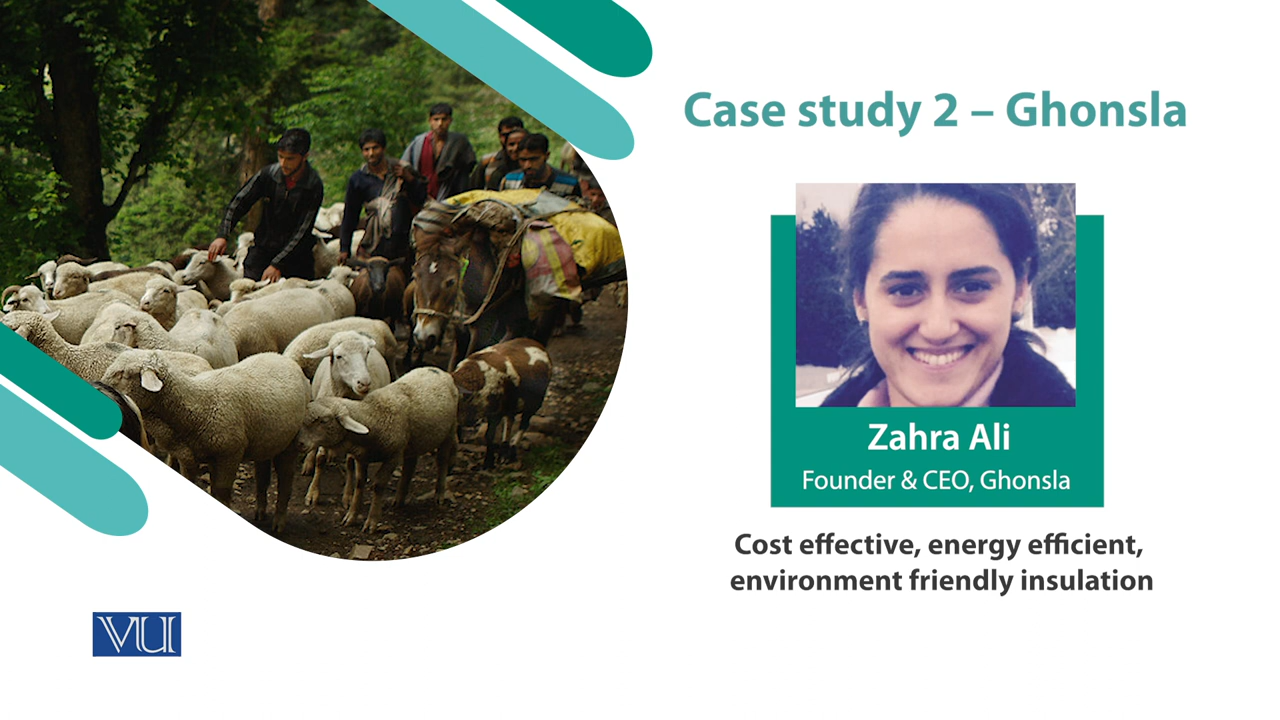 Case study 2 – Ghonsla
Zahra Ali
Founder & CEO, Ghonsla
Cost effective, energy efficient,
environment friendly insulation
VU